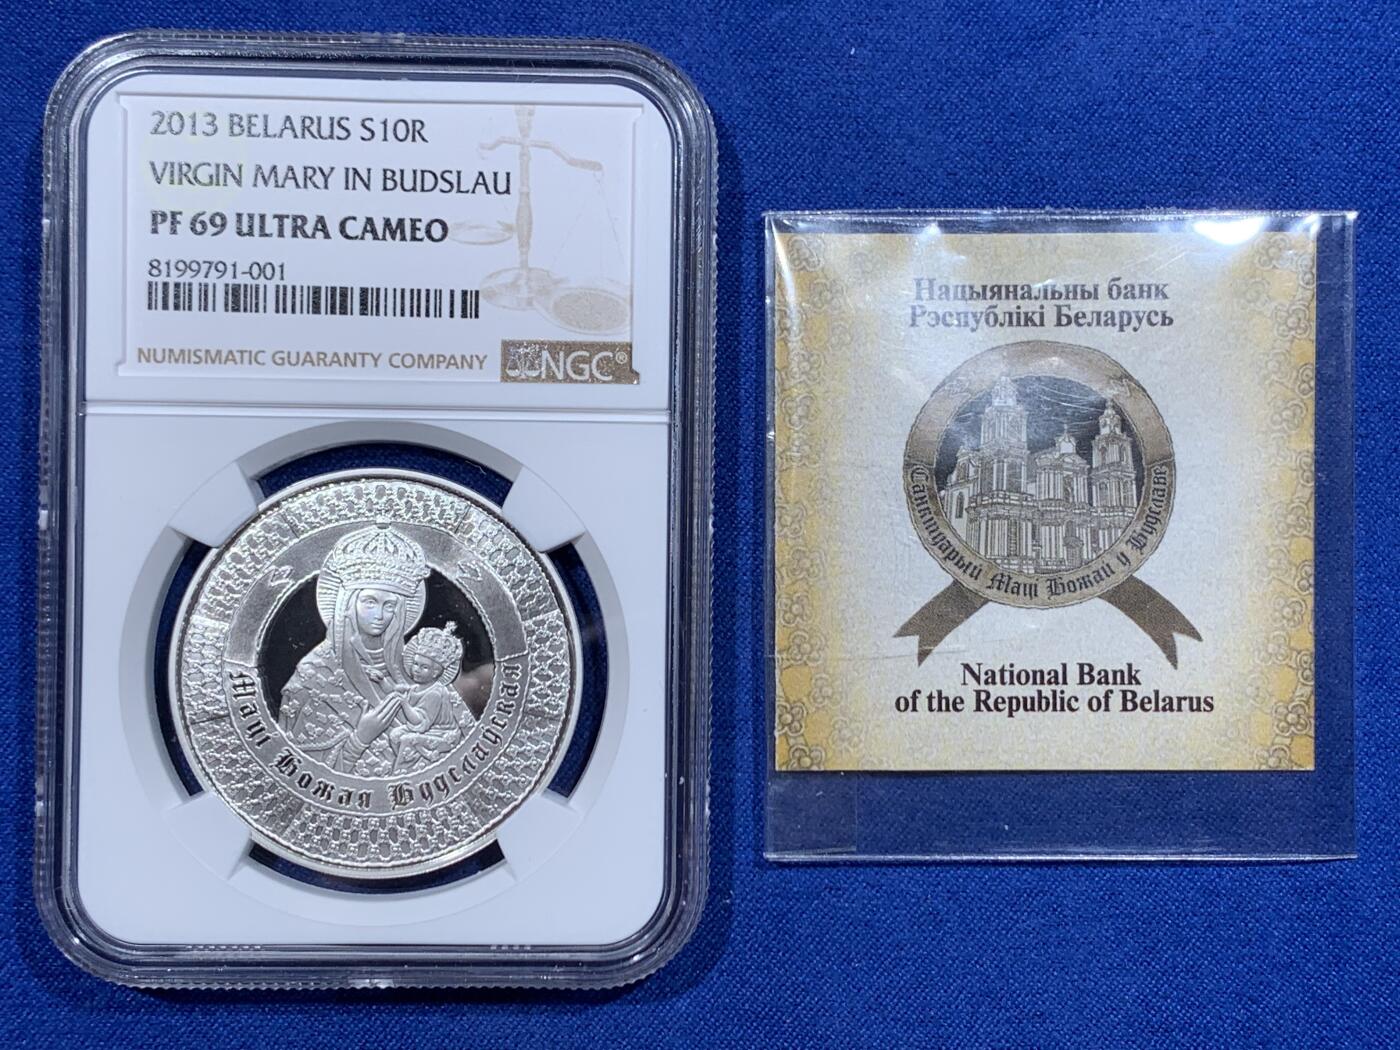 2013 BELARUS S10R
VIRGIN MARY IN BUDSLAU
PF 69 ULTRA CAMEO
8199791-001
NUMISMATIC GUARANTY COMPANY NGC®
Маці Божая Будслаўская
Нацыянальны банк
Рэспублікі Беларусь
Санктуарый Маці Божай у Будславе
National Bank
of the Republic of Belarus